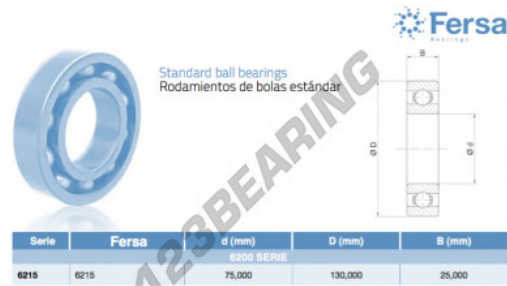 Fersa
Bearings
Standard ball bearings
Rodamientos de bolas estándar
B
Ø D
Ø d
123BEARING
Serie Fersa d (mm) D (mm) B (mm)
6200 SERIE
6215 6215 75,000 130,000 25,000